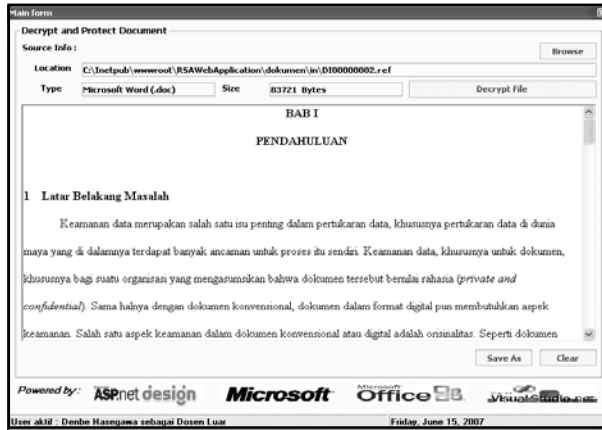 Main form
Decrypt and Protect Document
Source Info :
Browse
Location C:\Inetpub\wwwroot\RSAWebApplication\dokumen\in\DI00000002.ref
Type Microsoft Word (.doc) Size 83721 Bytes Decrypt File
BAB I
PENDAHULUAN
1 Latar Belakang Masalah
Keamanan data merupakan salah satu isu penting dalam pertukaran data, khususnya pertukaran data di dunia
maya yang di dalamnya terdapat banyak ancaman untuk proses itu sendiri. Keamanan data, khususnya untuk dokumen,
khususnya bagi suatu organisasi yang mengasumsikan bahwa dokumen tersebut bernilai rahasia (private and
confidential). Sama halnya dengan dokumen konvensional, dokumen dalam format digital pun membutuhkan aspek
keamanan. Salah satu aspek keamanan dalam dokumen konvensional atau digital adalah orisinalitas. Seperti dokumen
Save As Clear
Powered by: ASP.net design Microsoft Microsoft Office Visual Studio.net
User aktif : Denbe Hasegawa sebagai Dosen Luar Friday, June 15, 2007